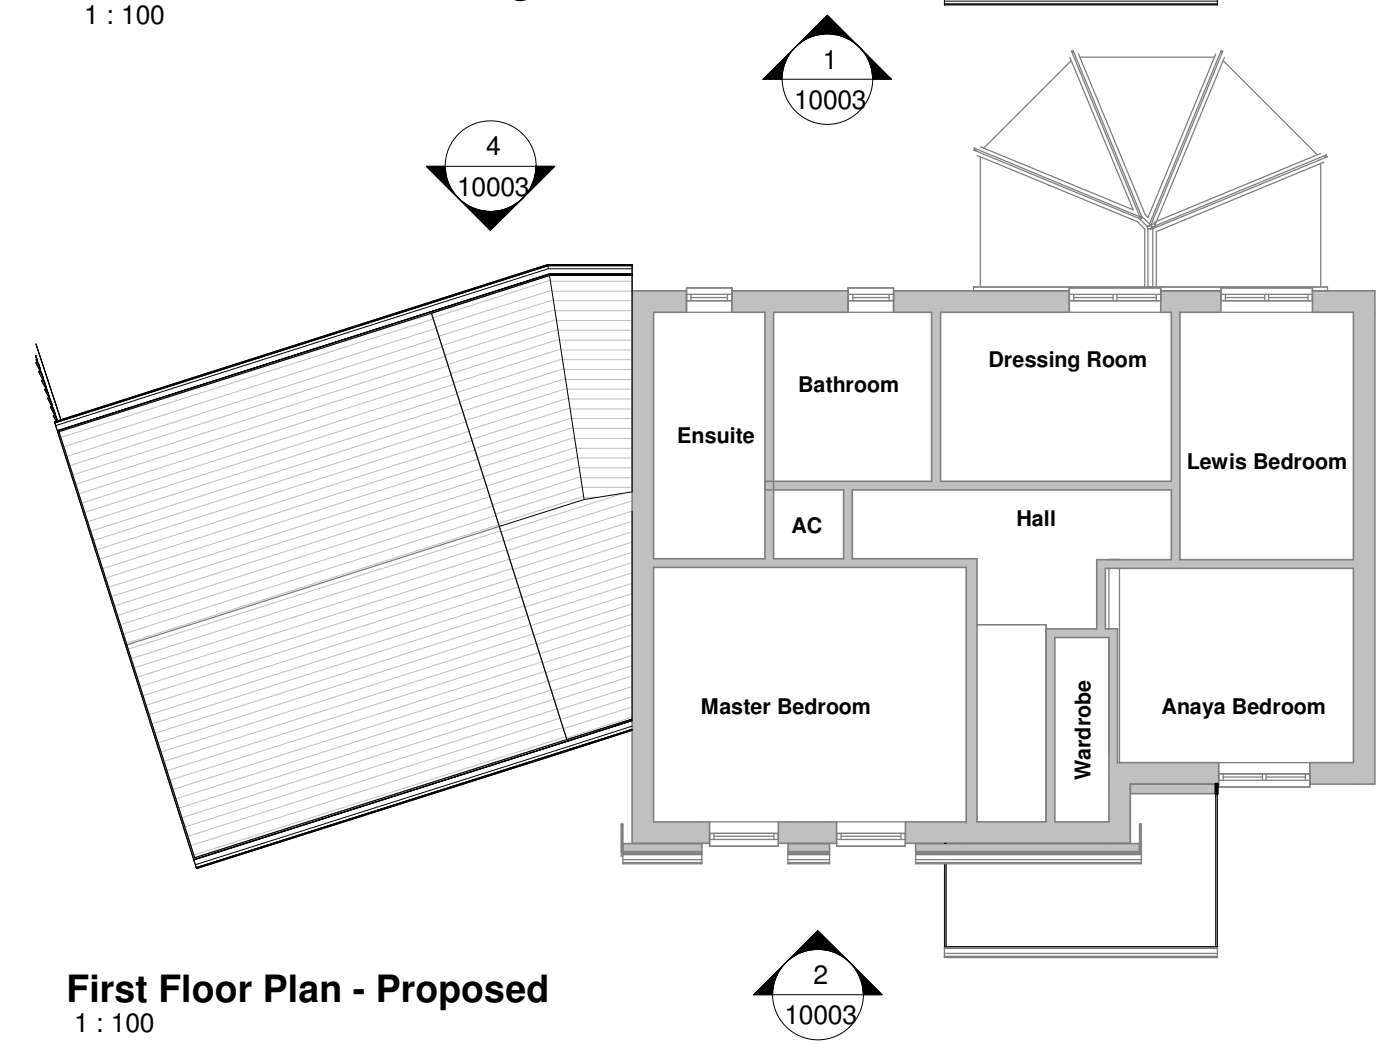 1 : 100
1
10003
4
10003
Dressing Room
Bathroom
Ensuite
Lewis Bedroom
AC
Hall
Master Bedroom
Wardrobe
Anaya Bedroom
2
10003
First Floor Plan - Proposed
1 : 100